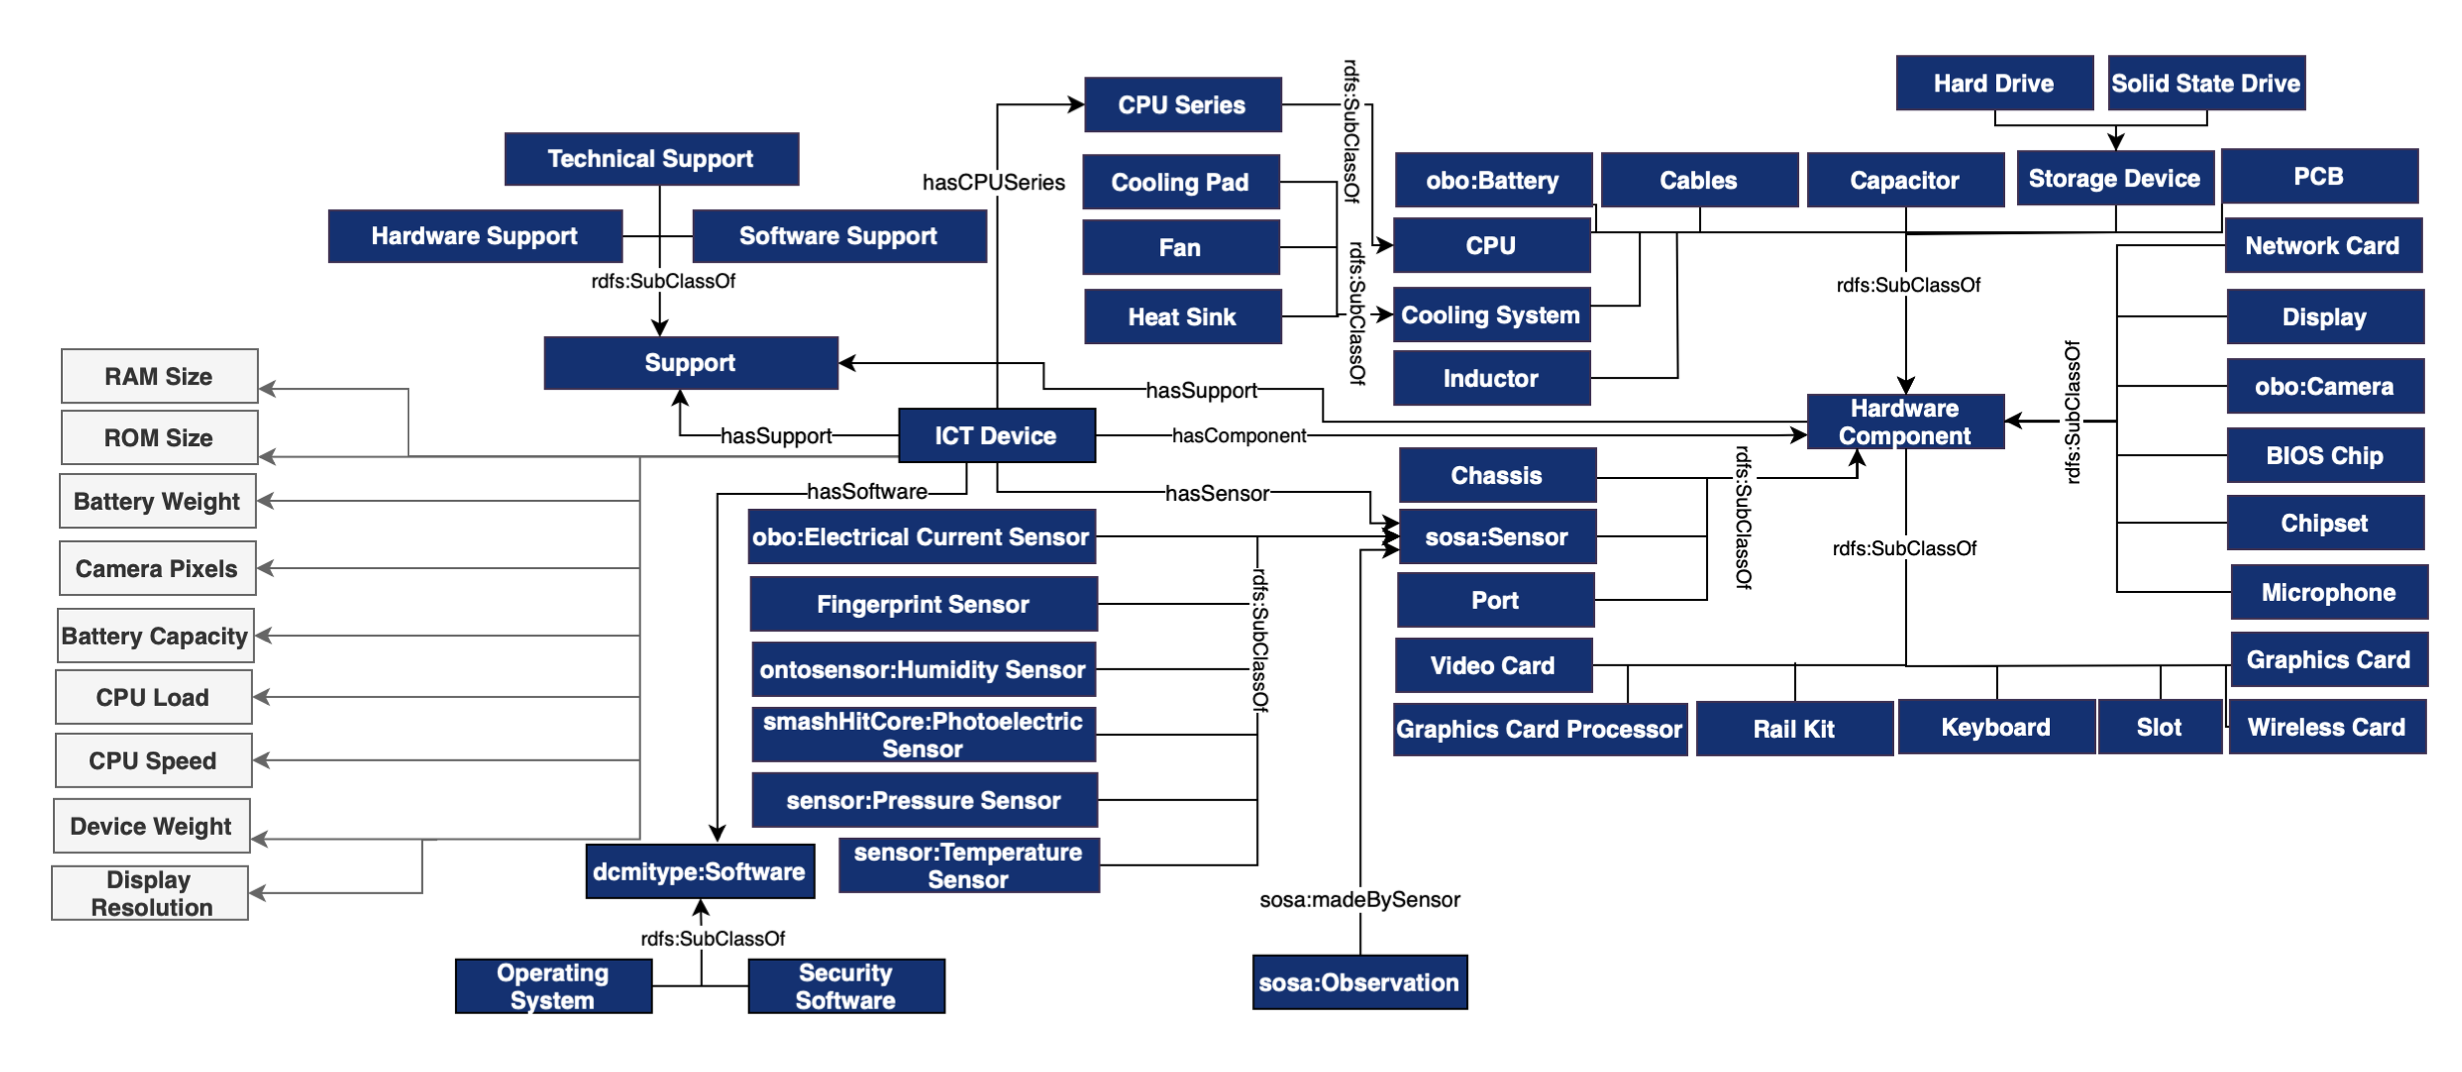 Hard Drive
Solid State Drive
CPU Series
rdfs:SubClassOf
Technical Support
hasCPUSeries
Cooling Pad
obo:Battery
Cables
Capacitor
Storage Device
PCB
Hardware Support
Software Support
Fan
CPU
Network Card
rdfs:SubClassOf
rdfs:SubClassOf
rdfs:SubClassOf
Heat Sink
Cooling System
Display
Support
RAM Size
hasSupport
Inductor
rdfs:SubClassOf
obo:Camera
ROM Size
hasSupport
ICT Device
hasComponent
Hardware
Component
BIOS Chip
Battery Weight
hasSoftware
hasSensor
Chassis
rdfs:SubClassOf
obo:Electrical Current Sensor
sosa:Sensor
rdfs:SubClassOf
Chipset
Camera Pixels
Fingerprint Sensor
rdfs:SubClassOf
Port
Microphone
Battery Capacity
ontosensor:Humidity Sensor
Video Card
Graphics Card
CPU Load
smashHitCore:Photoelectric
Sensor
Graphics Card Processor
Rail Kit
Keyboard
Slot
Wireless Card
CPU Speed
sensor:Pressure Sensor
Device Weight
sensor:Temperature
Sensor
dcmitype:Software
Display
Resolution
sosa:madeBySensor
rdfs:SubClassOf
Operating
System
Security
Software
sosa:Observation